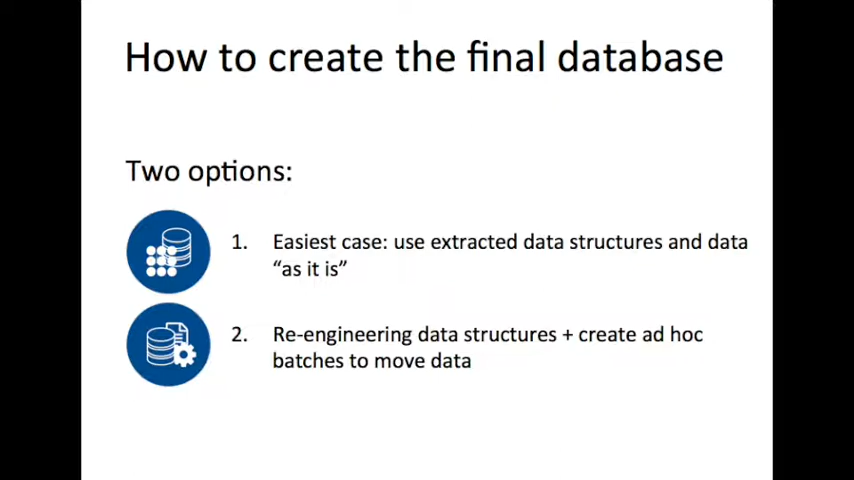 How to create the final database
Two options:
1. Easiest case: use extracted data structures and data
“as it is”
2. Re-engineering data structures + create ad hoc
batches to move data